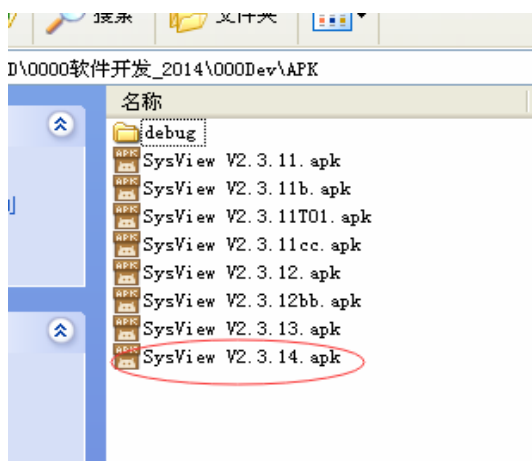 搜索 文件夹
D\0000软件开发_2014\000Dev\APK
名称
debug
SysView V2.3.11.apk
SysView V2.3.11b.apk
SysView V2.3.11T01.apk
SysView V2.3.11cc.apk
SysView V2.3.12.apk
SysView V2.3.12bb.apk
SysView V2.3.13.apk
SysView V2.3.14.apk